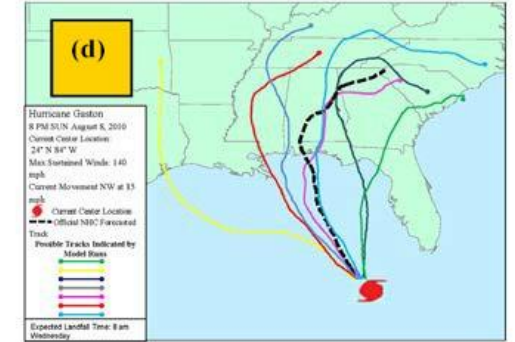 (d)
Hurricane Gaston
8 PM SUN August 8, 2010
Current Center Location:
24° N 84° W
Max Sustained Winds: 140
mph
Current Movement NW at 15
mph
Current Center Location
Official NHC Forecasted
Track
Possible Tracks Indicated by
Model Runs
Expected Landfall Time: 8 am
Wednesday